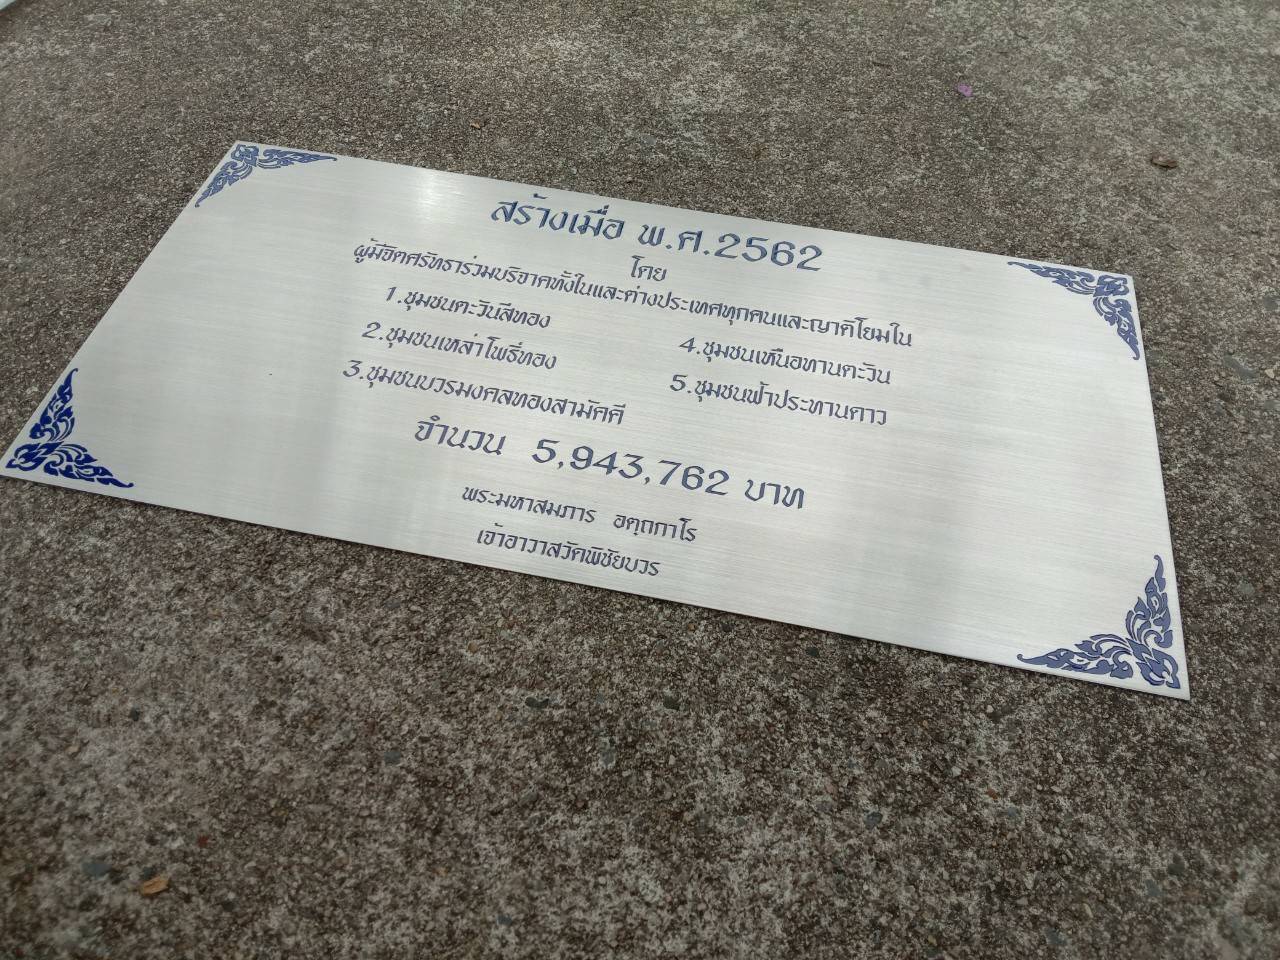 สร้างเมื่อ พ.ศ.2562
โดย
ผู้มีจิตศรัทธาร่วมบริจาคทั้งในและต่างประเทศทุกคนและญาติโยมใน
1.ชุมชนตะวันสีทอง
2.ชุมชนเหล่าโพธิ์ทอง
3.ชุมชนบวรมงคลทองสามัคคี
4.ชุมชนเหนือทานตะวัน
5.ชุมชนฟ้าประทานดาว
จำนวน 5,943,762 บาท
พระมหาสมภาร อตฺถกาโร
เจ้าอาวาสวัดพิชัยบวร